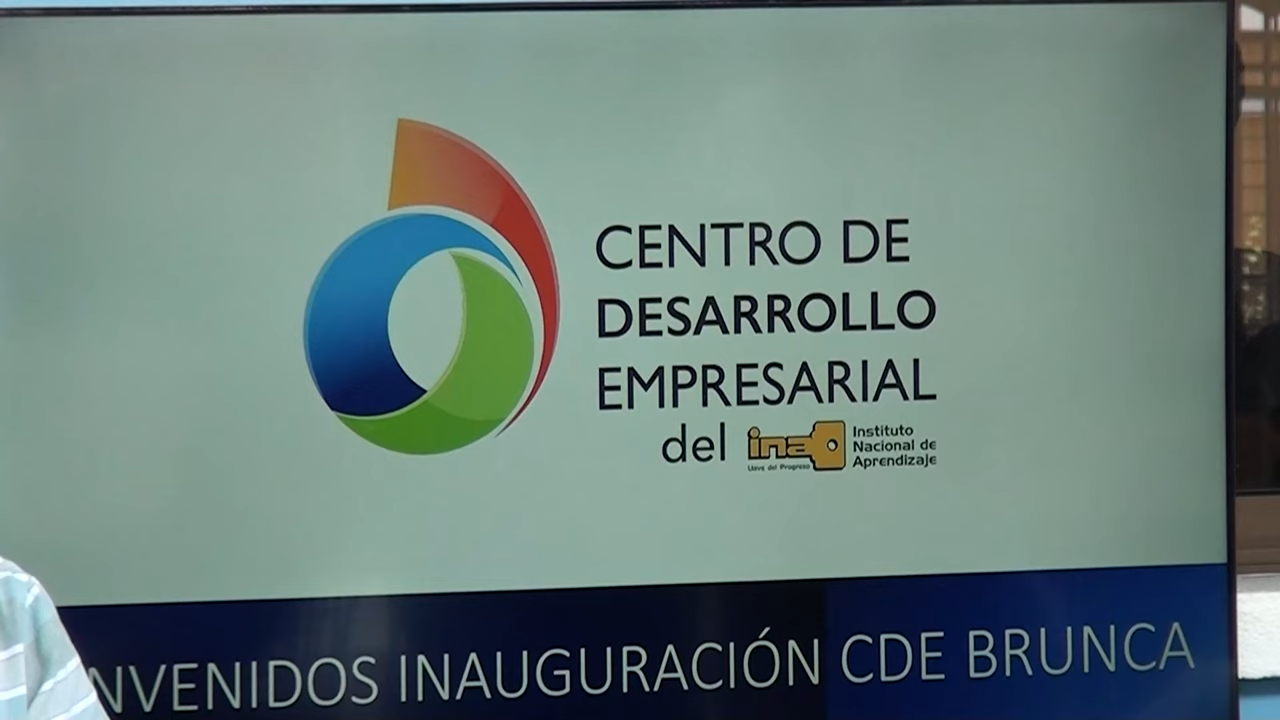 CENTRO DE
DESARROLLO
EMPRESARIAL
del ina
Llave del Progreso
Instituto
Nacional de
Aprendizaje
NVENIDOS INAUGURACIÓN CDE BRUNCA